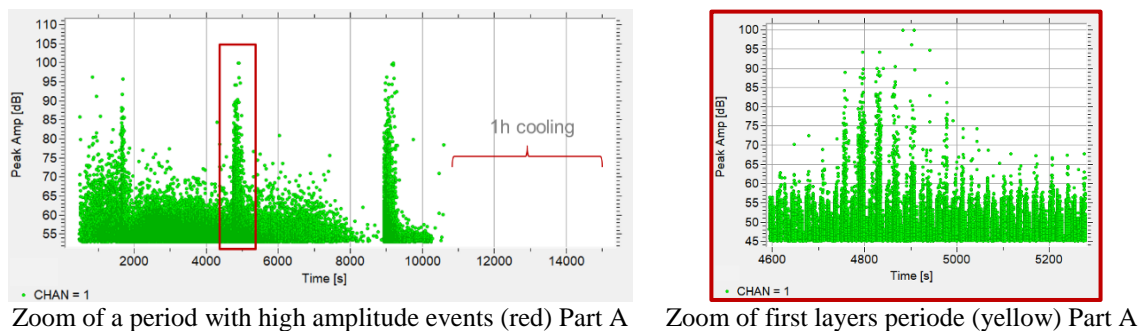 Peak Amp [dB]
110
105
100
95
90
85
80
75
70
65
60
55
1h cooling
2000 4000 6000 8000 10000 12000 14000
Time [s]
CHAN = 1
Zoom of a period with high amplitude events (red) Part A
Peak Amp [dB]
100
95
90
85
80
75
70
65
60
55
50
45
4600 4800 5000 5200
Time [s]
CHAN = 1
Zoom of first layers periode (yellow) Part A